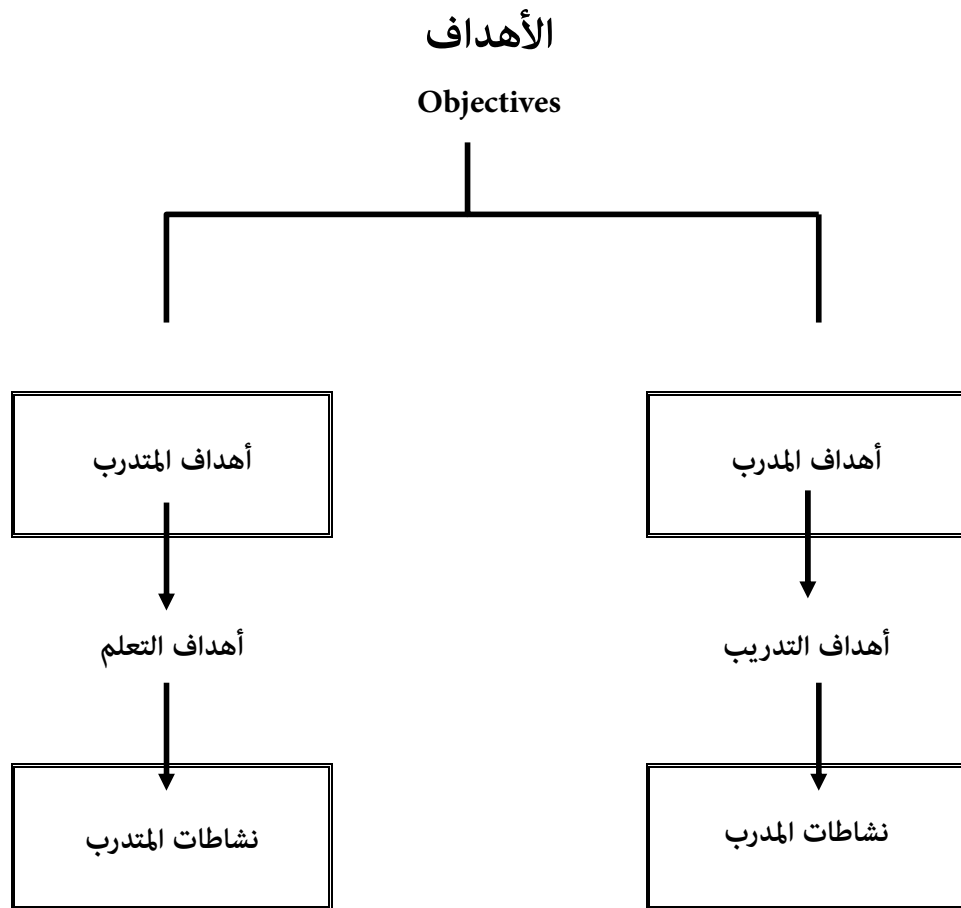 الأهداف
Objectives
أهداف المدرب
أهداف المتدرب
أهداف التدريب
أهداف التعلم
نشاطات المدرب
نشاطات المتدرب